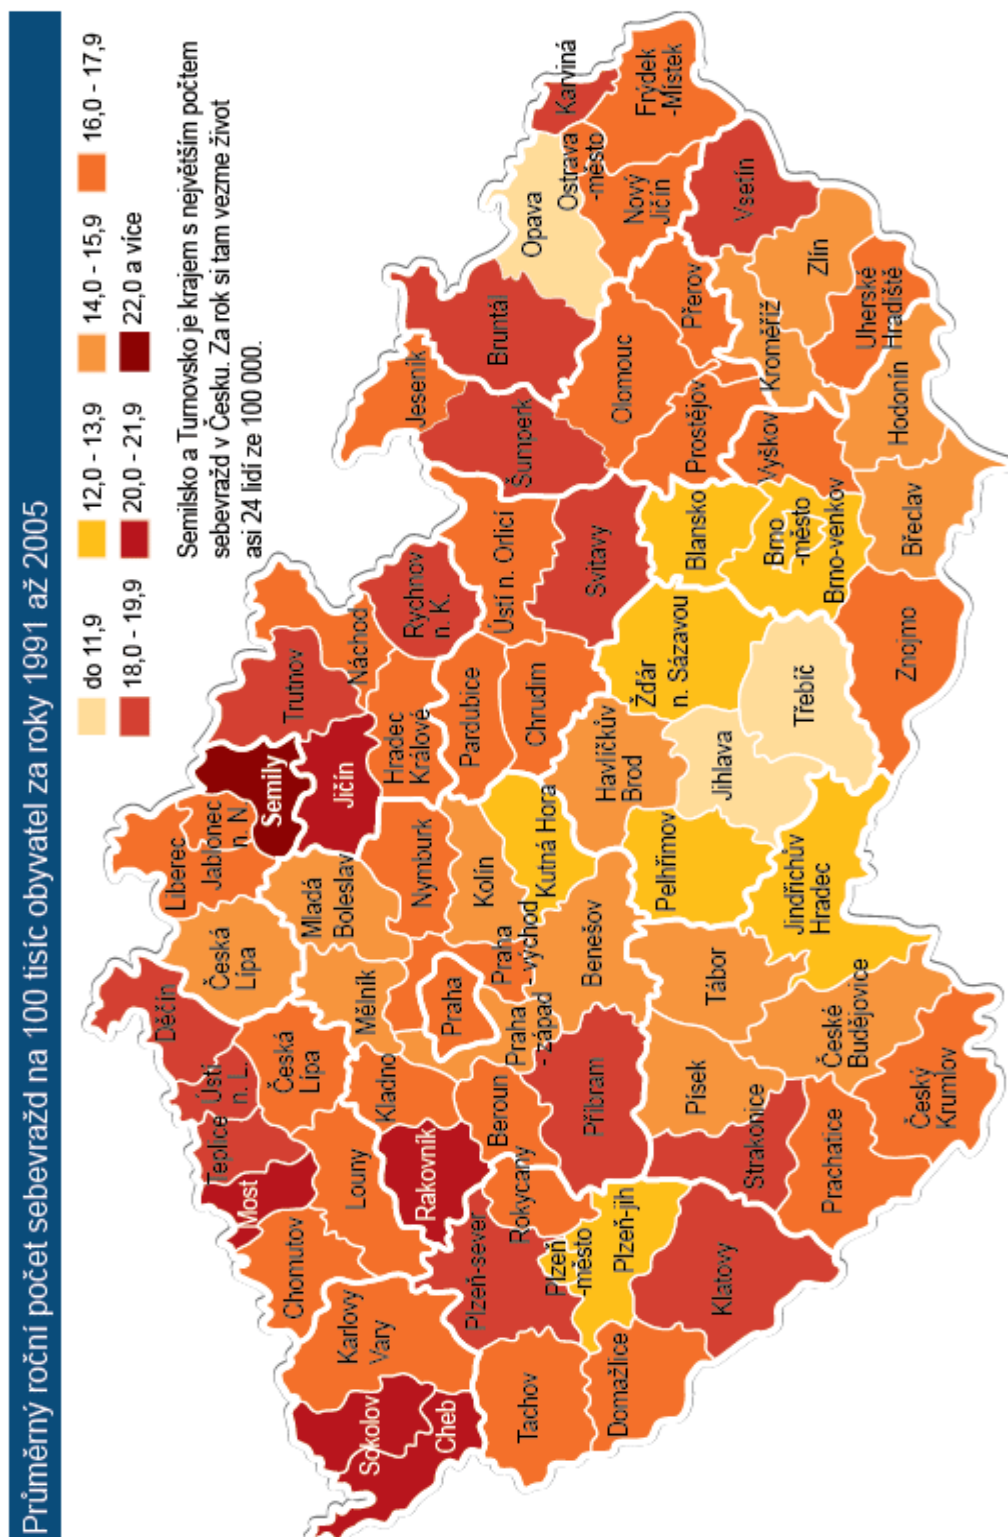 Průměrný roční počet sebevražd na 100 tisíc obyvatel za roky 1991 až 2005
do 11,9
12,0 - 13,9
14,0 - 15,9
16,0 - 17,9
18,0 - 19,9
20,0 - 21,9
22,0 a více
Semilsko a Turnovsko je krajem s největším počtem
sebevražd v Česku. Za rok si tam vezme život
asi 24 lidí ze 100 000.
Děčín
Liberec
Jablonec
n. N
Česká
Lípa
Ústí
n. L.
Teplice
Most
Semily
Trutnov
Česká
Lípa
Mladá
Boleslav
Jičín
Náchod
Chomutov
Louny
Mělník
Sokolov
Karlovy
Vary
Kladno
Nymburk
Hradec
Králové
Rychnov
n. K.
Jeseník
Cheb
Rakovník
Praha
Praha
- východ
Kolín
Pardubice
Ústí n. Orlicí
Šumperk
Bruntál
Opava
Karviná
Plzeň-sever
Beroun
Praha
- západ
Kutná Hora
Chrudim
Svitavy
Ostrava
-město
Tachov
Rokycany
Plzeň
-město
Příbram
Benešov
Havlíčkův
Brod
Olomouc
Nový
Jičín
Frýdek
-Místek
Domažlice
Plzeň-jih
Písek
Tábor
Pelhřimov
Žďár
n. Sázavou
Blansko
Prostějov
Přerov
Vsetín
Klatovy
Strakonice
Jihlava
Brno
-město
Vyškov
Kroměříž
Zlín
Prachatice
České
Budějovice
Jindřichův
Hradec
Třebíč
Brno-venkov
Uherské
Hradiště
Český
Krumlov
Znojmo
Břeclav
Hodonín